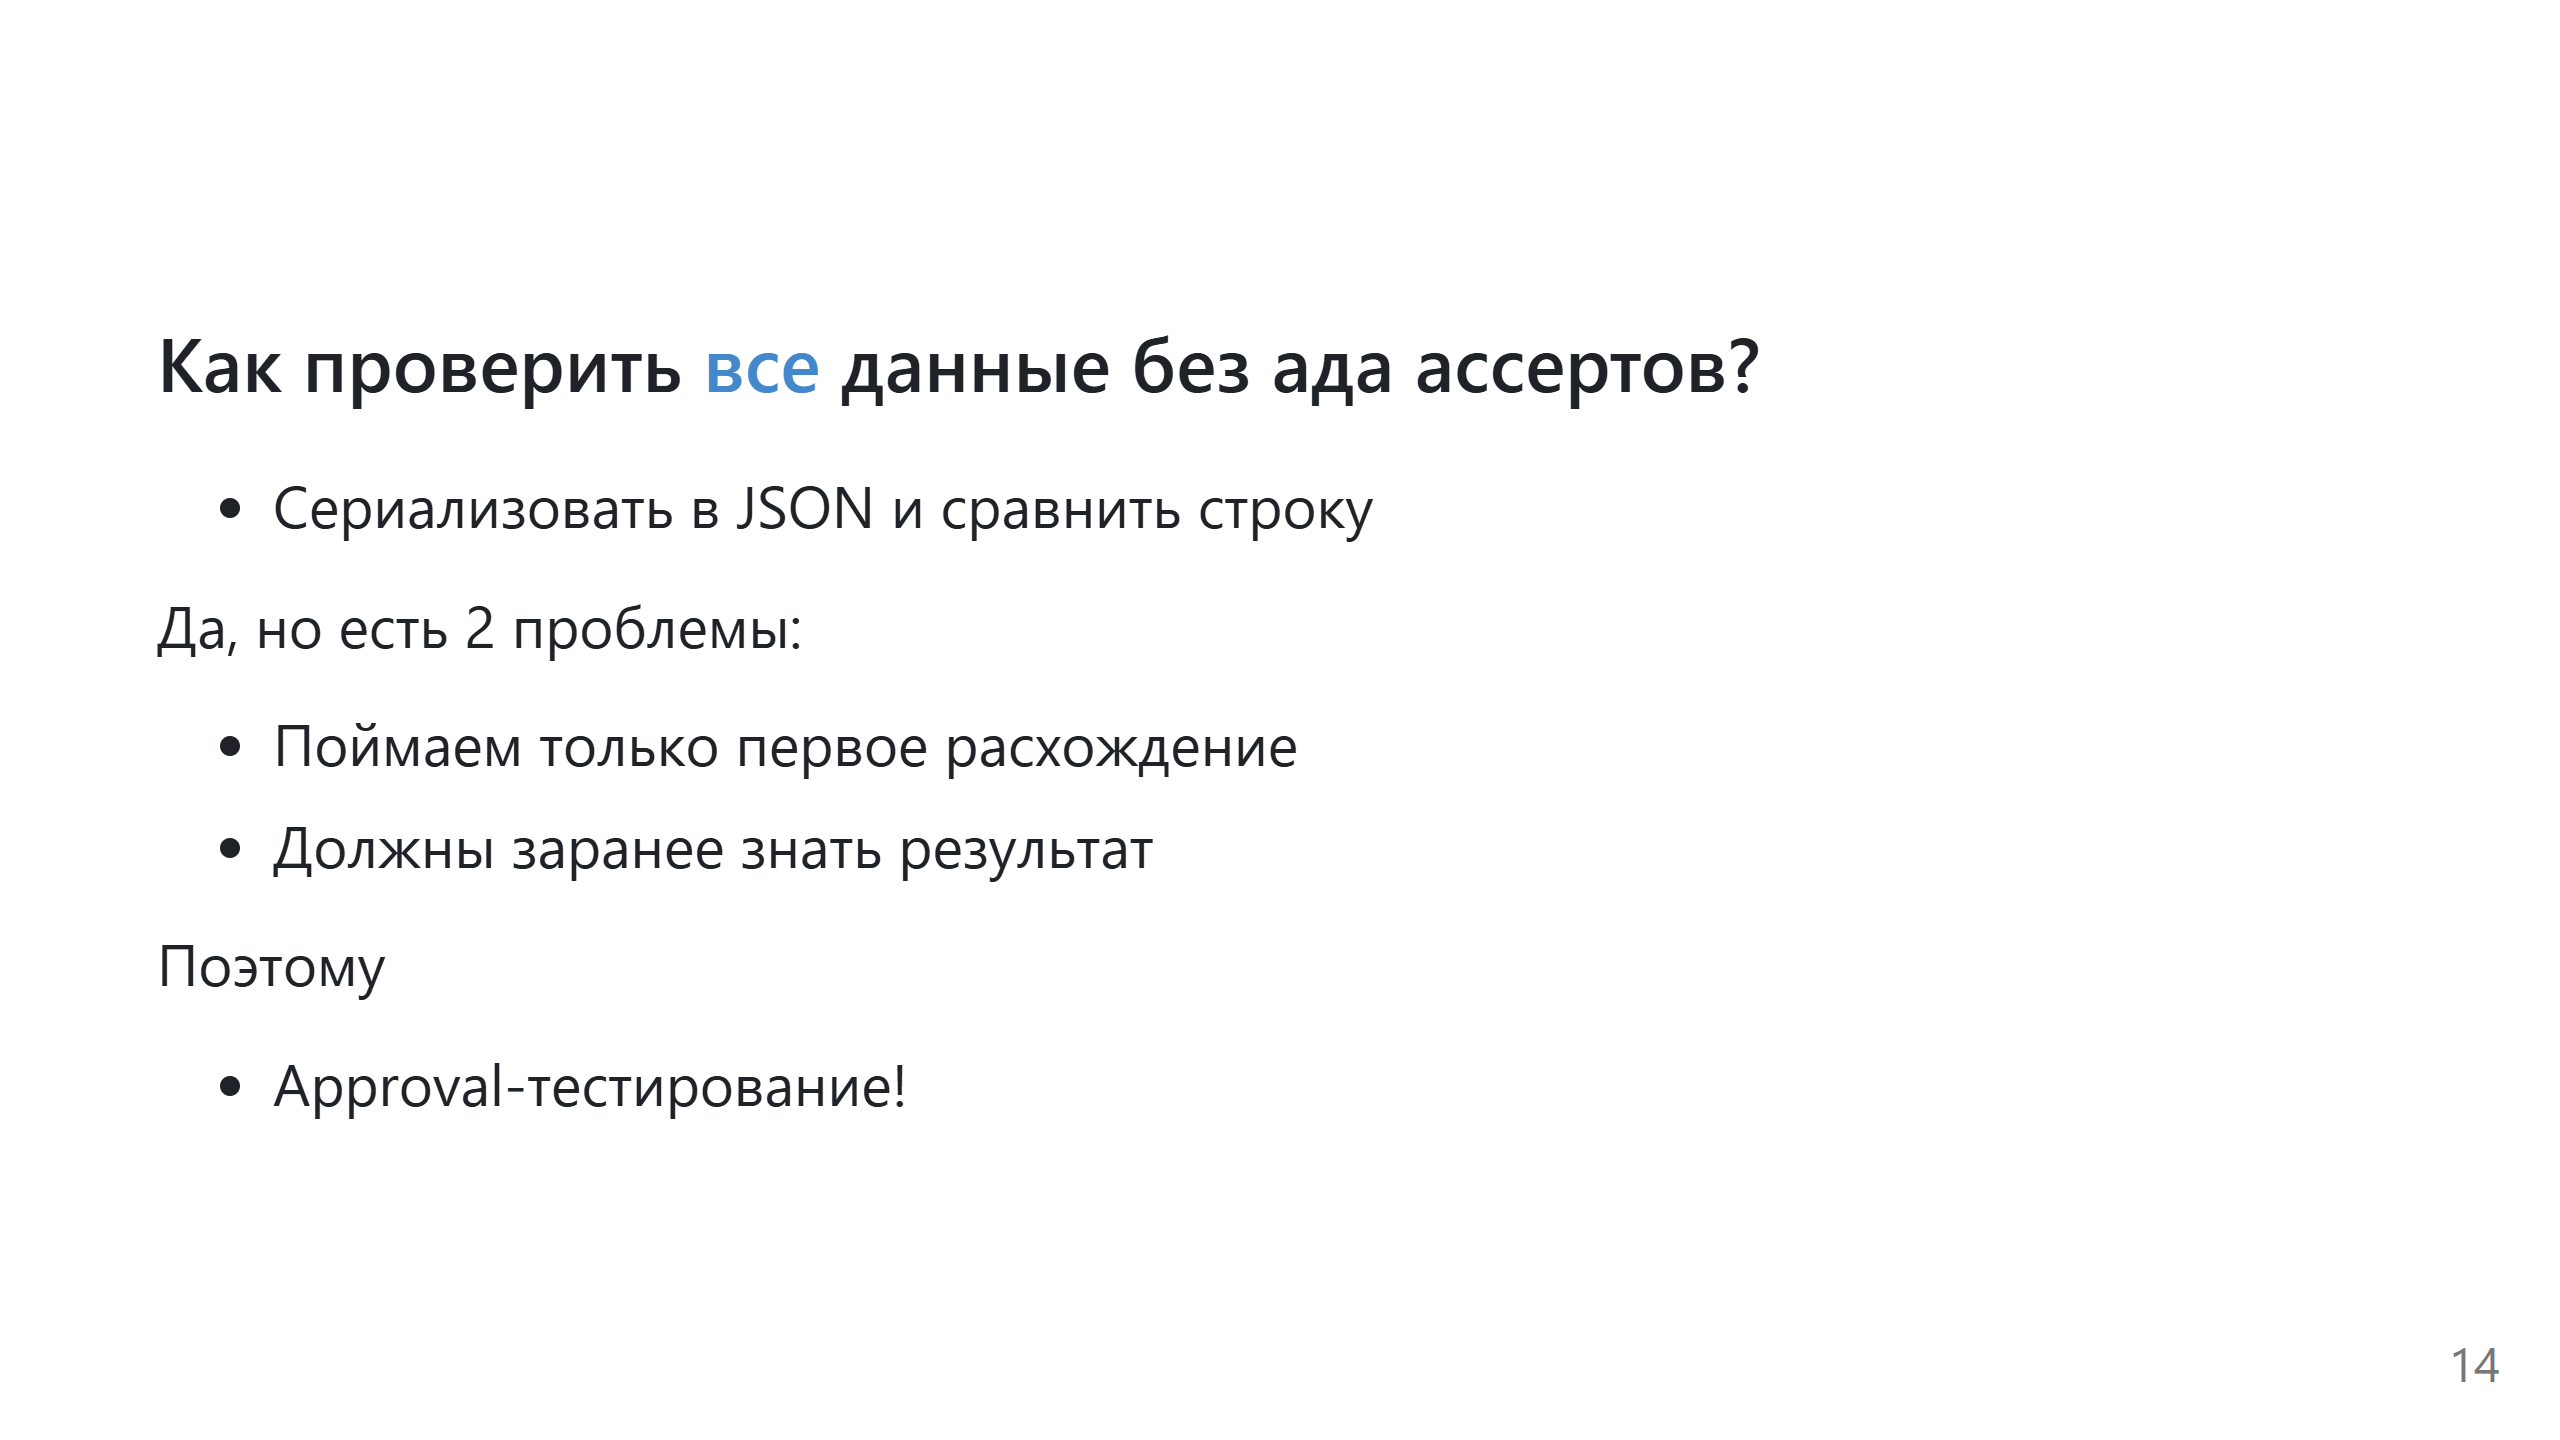 Как проверить все данные без ада ассертов?
• Сериализовать в JSON и сравнить строку
Да, но есть 2 проблемы:
• Поймаем только первое расхождение
• Должны заранее знать результат
Поэтому
• Approval-тестирование!
14